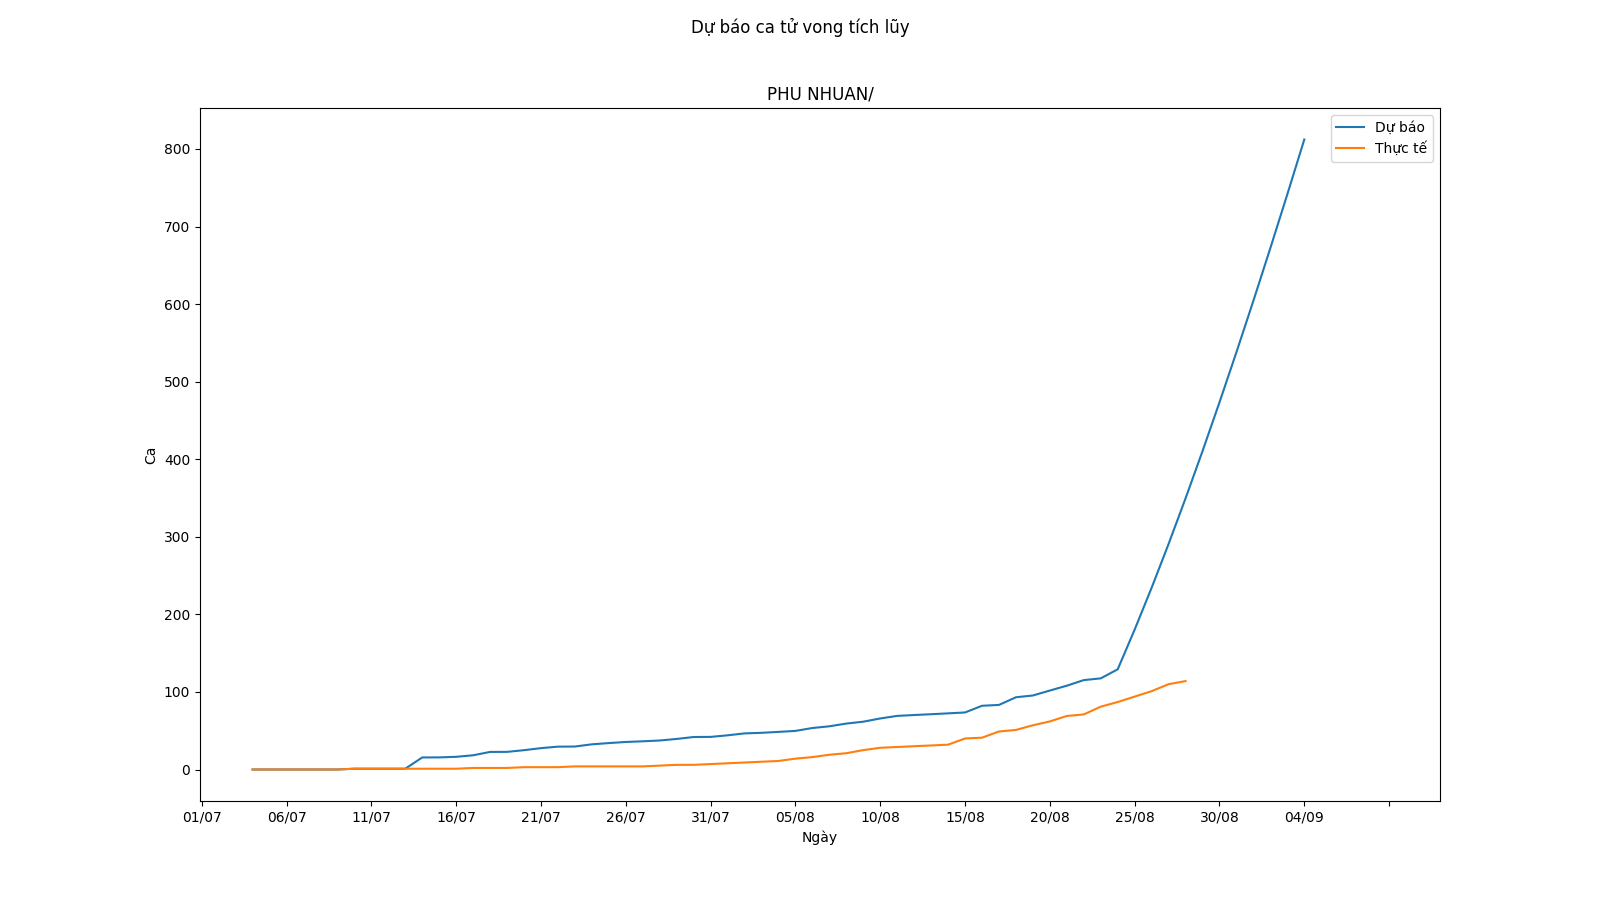 Dự báo ca tử vong tích lũy
PHU NHUAN/
Dự báo
Thực tế
800
700
600
500
400
300
200
100
0
Ca
01/07 06/07 11/07 16/07 21/07 26/07 31/07 05/08 10/08 15/08 20/08 25/08 30/08 04/09
Ngày